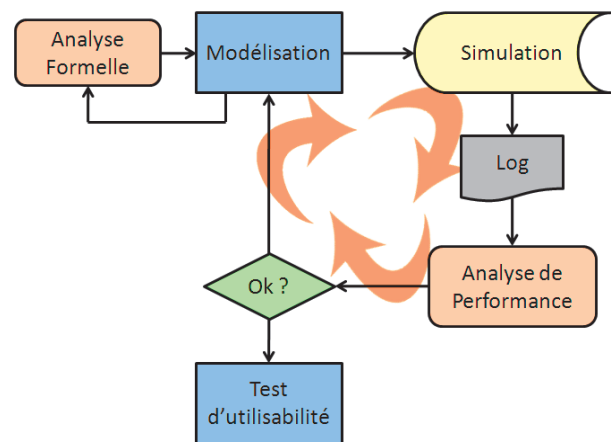 Analyse
Formelle
Modélisation
Simulation
Log
Analyse de
Performance
Ok ?
Test
d'utilisabilité